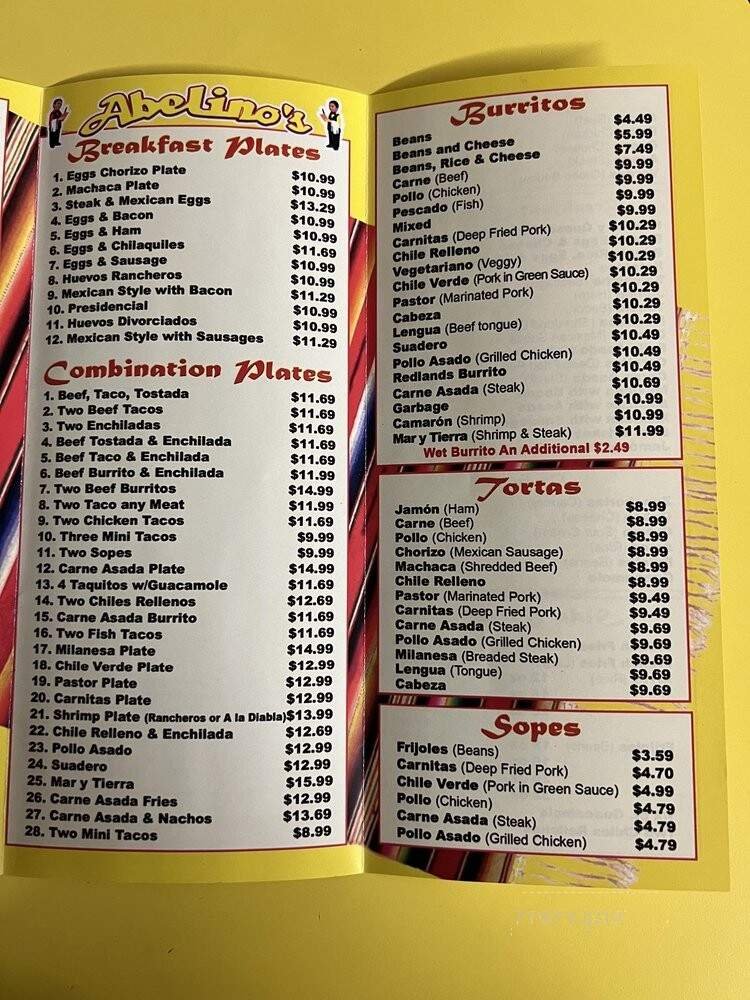 Abelino's
Breakfast Plates
1. Eggs Chorizo Plate $10.99
2. Machaca Plate $10.99
3. Steak & Mexican Eggs $13.29
4. Eggs & Bacon $10.99
5. Eggs & Ham $10.99
6. Eggs & Chilaquiles $11.69
7. Eggs & Sausage $10.99
8. Huevos Rancheros $10.99
9. Mexican Style with Bacon $11.29
10. Presidencial $10.99
11. Huevos Divorciados $10.99
12. Mexican Style with Sausages $11.29
Combination Plates
1. Beef, Taco, Tostada $11.69
2. Two Beef Tacos $11.69
3. Two Enchiladas $11.69
4. Beef Tostada & Enchilada $11.69
5. Beef Taco & Enchilada $11.69
6. Beef Burrito & Enchilada $11.99
7. Two Beef Burritos $14.99
8. Two Taco any Meat $11.99
9. Two Chicken Tacos $11.69
10. Three Mini Tacos $9.99
11. Two Sopes $9.99
12. Carne Asada Plate $14.99
13. 4 Taquitos w/Guacamole $11.69
14. Two Chiles Rellenos $12.69
15. Carne Asada Burrito $11.69
16. Two Fish Tacos $11.69
17. Milanesa Plate $14.99
18. Chile Verde Plate $12.99
19. Pastor Plate $12.99
20. Carnitas Plate $12.99
21. Shrimp Plate (Rancheros or A la Diabla)$13.99
22. Chile Relleno & Enchilada $12.69
23. Pollo Asado $12.99
24. Suadero $12.99
25. Mar y Tierra $15.99
26. Carne Asada Fries $12.99
27. Carne Asada & Nachos $13.69
28. Two Mini Tacos $8.99
Burritos
Beans $4.49
Beans and Cheese $5.99
Beans, Rice & Cheese $7.49
Carne (Beef) $9.99
Pollo (Chicken) $9.99
Pescado (Fish) $9.99
Mixed $9.99
Carnitas (Deep Fried Pork) $10.29
Chile Relleno $10.29
Vegetariano (Veggy) $10.29
Chile Verde (Pork in Green Sauce) $10.29
Pastor (Marinated Pork) $10.29
Cabeza $10.29
Lengua (Beef tongue) $10.29
Suadero $10.49
Pollo Asado (Grilled Chicken) $10.49
Redlands Burrito $10.49
Carne Asada (Steak) $10.69
Garbage $10.99
Camarón (Shrimp) $10.99
Mar y Tierra (Shrimp & Steak) $11.99
Wet Burrito An Additional $2.49
Tortas
Jamón (Ham) $8.99
Carne (Beef) $8.99
Pollo (Chicken) $8.99
Chorizo (Mexican Sausage) $8.99
Machaca (Shredded Beef) $8.99
Chile Relleno $8.99
Pastor (Marinated Pork) $9.49
Carnitas (Deep Fried Pork) $9.49
Carne Asada (Steak) $9.69
Pollo Asado (Grilled Chicken) $9.69
Milanesa (Breaded Steak) $9.69
Lengua (Tongue) $9.69
Cabeza $9.69
Sopes
Frijoles (Beans) $3.59
Carnitas (Deep Fried Pork) $4.70
Chile Verde (Pork in Green Sauce) $4.99
Pollo (Chicken) $4.79
Carne Asada (Steak) $4.79
Pollo Asado (Grilled Chicken) $4.79